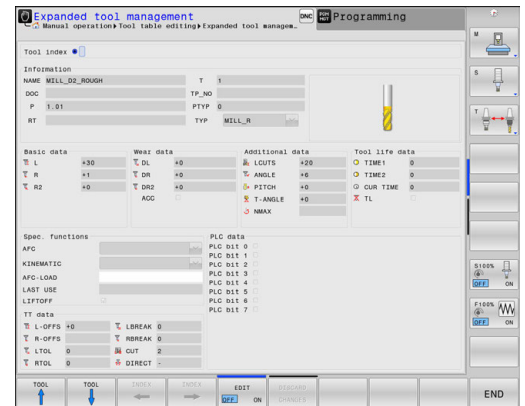 Expanded tool management
DNC
Programming
Manual operation▸Tool table editing▸Expanded tool managem…
Tool index 0
Information
NAME MILL_D2_ROUGH T 1
DOC TP_NO
P 1.01 PTYP 0
RT TYP MILL_R
Basic data
L +30
R +1
R2 +0
Wear data
DL +0
DR +0
DR2 +0
ACC
Additional data
LCUTS +20
ANGLE +6
PITCH +0
T-ANGLE +0
NMAX
Tool life data
TIME1 0
TIME2 0
CUR TIME 0
TL
Spec. functions
AFC
KINEMATIC
AFC-LOAD
LAST USE
LIFTOFF
PLC data
PLC bit 0
PLC bit 1
PLC bit 2
PLC bit 3
PLC bit 4
PLC bit 5
PLC bit 6
PLC bit 7
TT data
L-OFFS +0 LBREAK 0
R-OFFS RBREAK 0
LTOL 0 CUT 2
RTOL 0 DIRECT -
M
S
T
S100%
OFF ON
F100%
OFF ON
TOOL
TOOL
INDEX
INDEX
EDIT
OFF ON
DISCARD
CHANGES
END